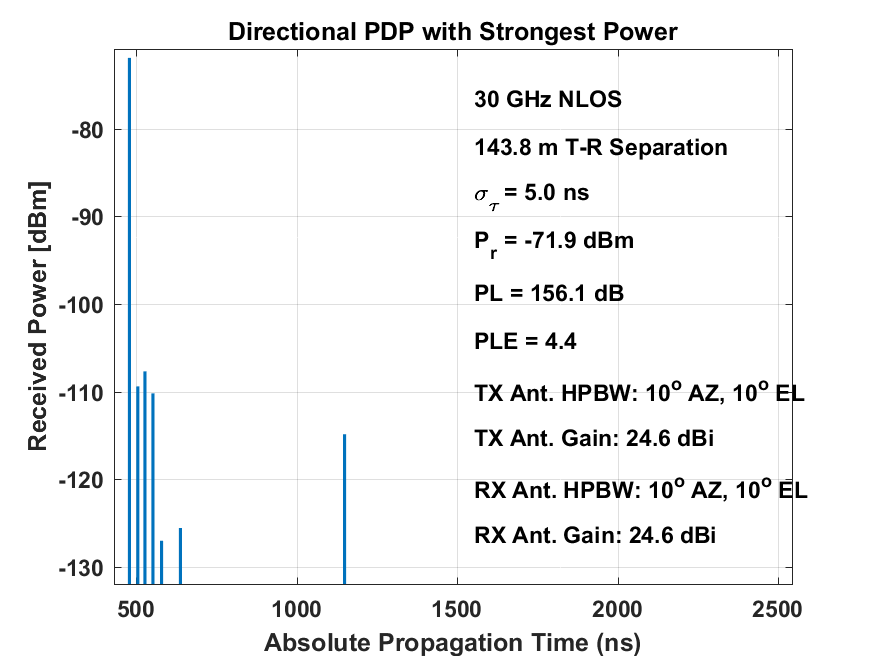 Directional PDP with Strongest Power
30 GHz NLOS
143.8 m T-R Separation
σ_τ = 5.0 ns
P_r = -71.9 dBm
PL = 156.1 dB
PLE = 4.4
TX Ant. HPBW: 10° AZ, 10° EL
TX Ant. Gain: 24.6 dBi
RX Ant. HPBW: 10° AZ, 10° EL
RX Ant. Gain: 24.6 dBi
Received Power [dBm]
-80
-90
-100
-110
-120
-130
500 1000 1500 2000 2500
Absolute Propagation Time (ns)